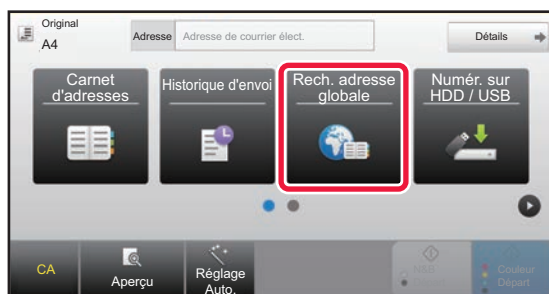 Original
A4
Adresse
Adresse de courrier élect.
Détails
Carnet
d'adresses
Historique d'envoi
Rech. adresse
globale
Numér. sur
HDD / USB
CA
Aperçu
Réglage
Auto.
N&B
Départ
Couleur
Départ